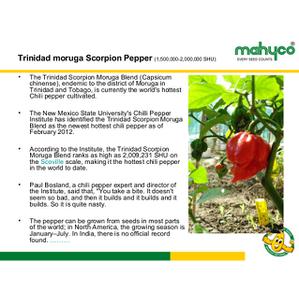 Trinidad moruga Scorpion Pepper (1,500,000-2,000,000 SHU)
mahyco
EVERY SEED COUNTS
• The Trinidad Scorpion Moruga Blend (Capsicum
chinense), endemic to the district of Moruga in
Trinidad and Tobago, is currently the world's hottest
Chili pepper cultivated.
• The New Mexico State University's Chili Pepper
Institute has identified the Trinidad Scorpion Moruga
Blend as the newest hottest chili pepper as of
February 2012.
• According to the Institute, the Trinidad Scorpion
Moruga Blend ranks as high as 2,009,231 SHU on
the Scoville scale, making it the hottest chili pepper
in the world to date.
• Paul Bosland, a chili pepper expert and director of
the Institute, said that, "You take a bite. It doesn't
seem so bad, and then it builds and it builds and it
builds. So it is quite nasty.
• The pepper can be grown from seeds in most parts
of the world; in North America, the growing season is
January–July. In India, there is no official record
found. ..........